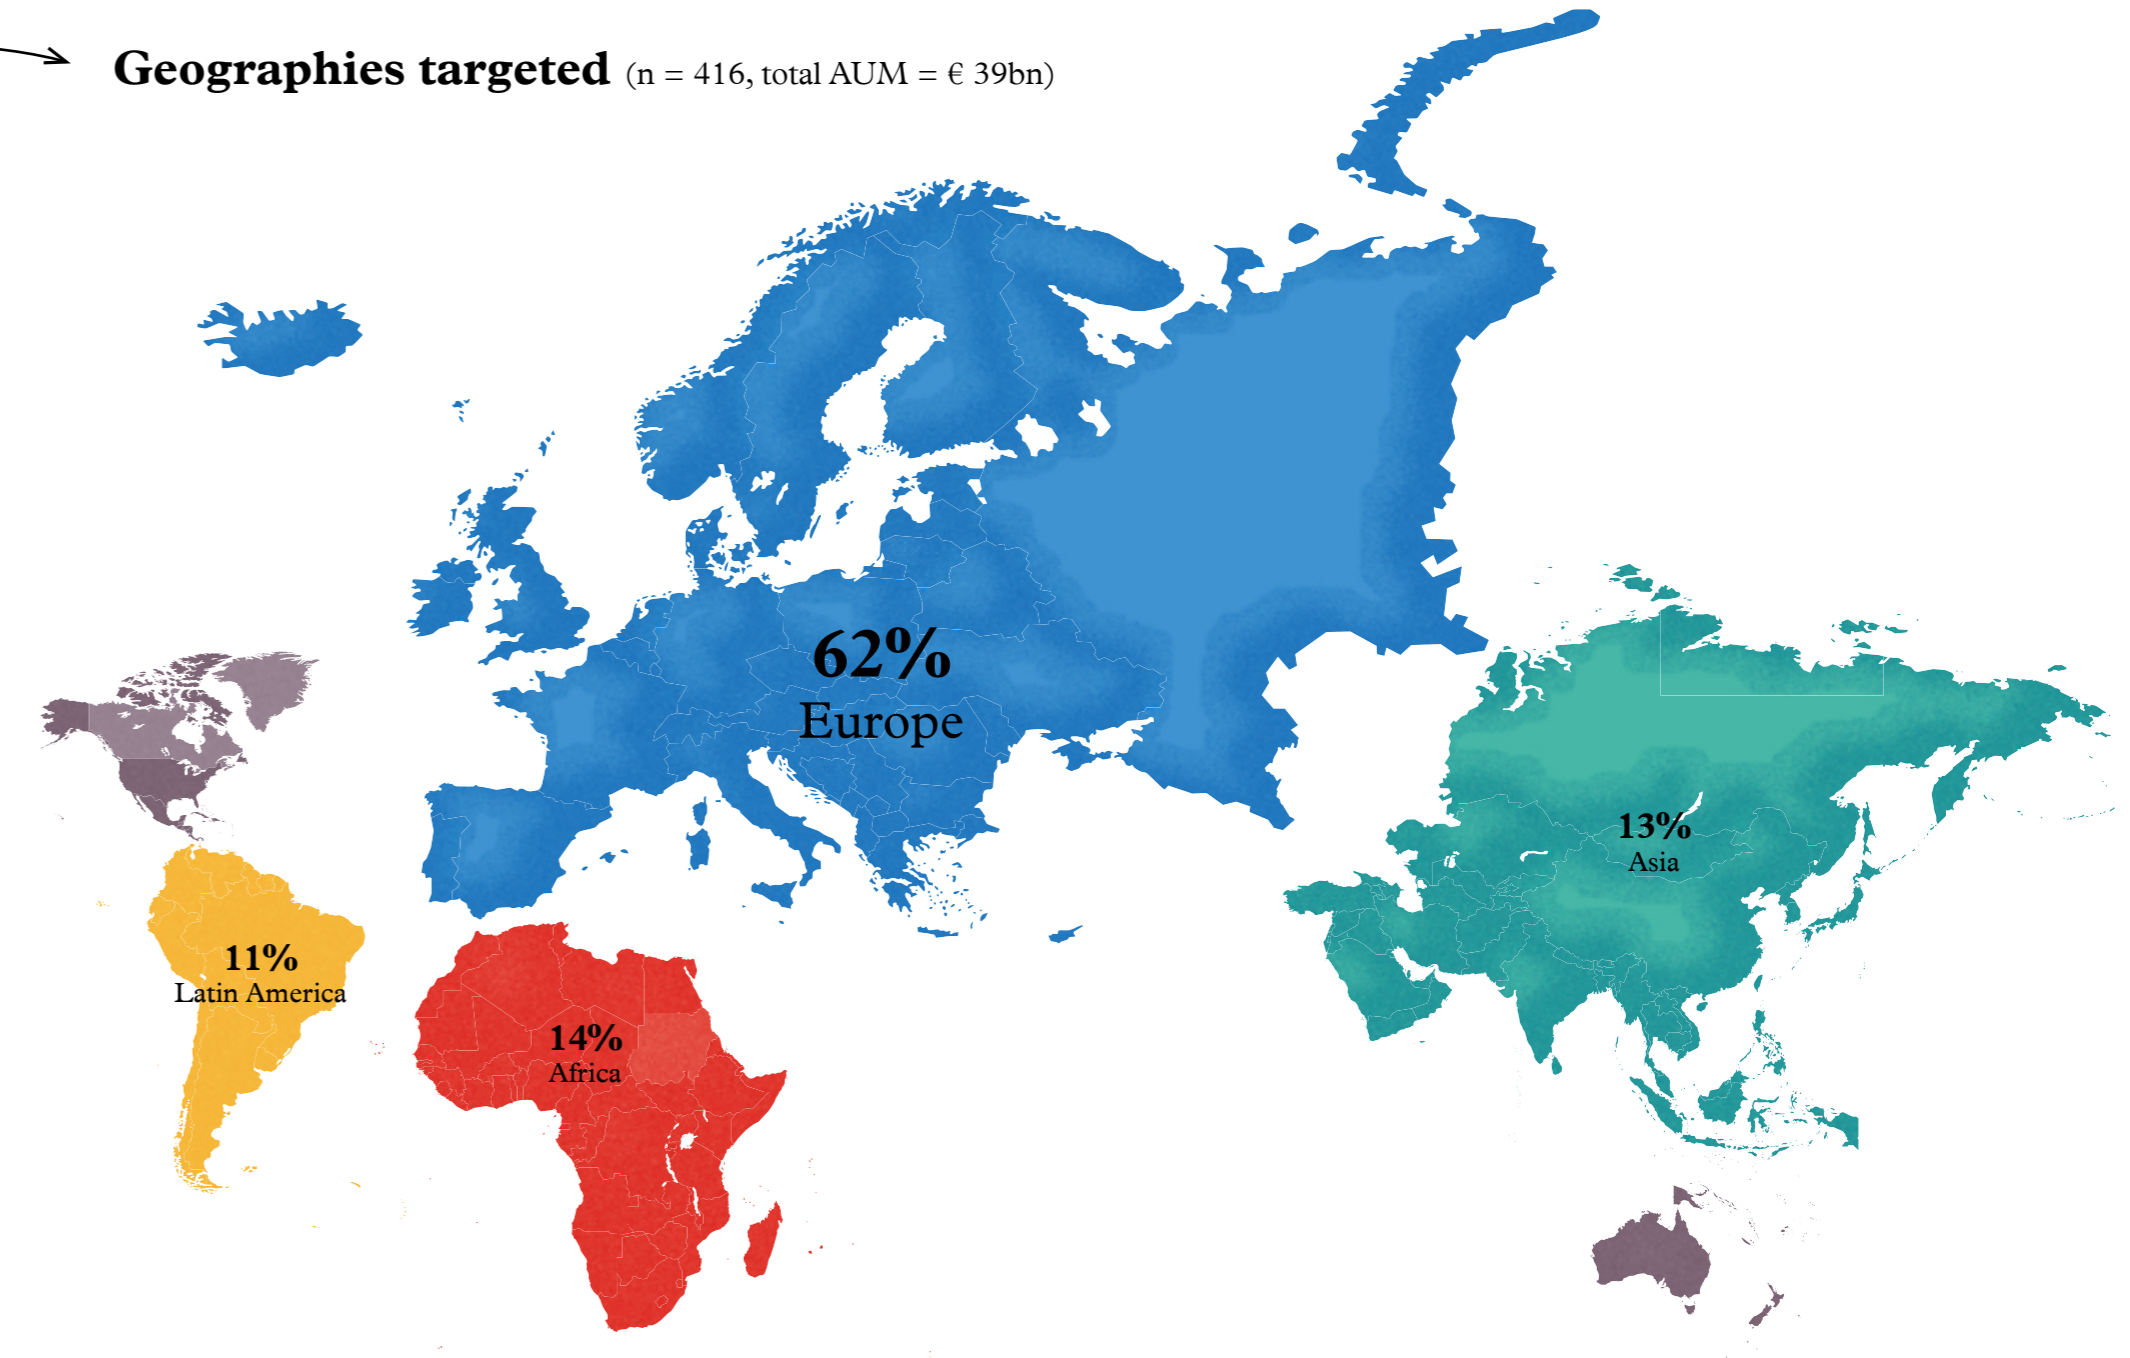 Geographies targeted (n = 416, total AUM = € 39bn)
62%
Europe
13%
Asia
11%
Latin America
14%
Africa